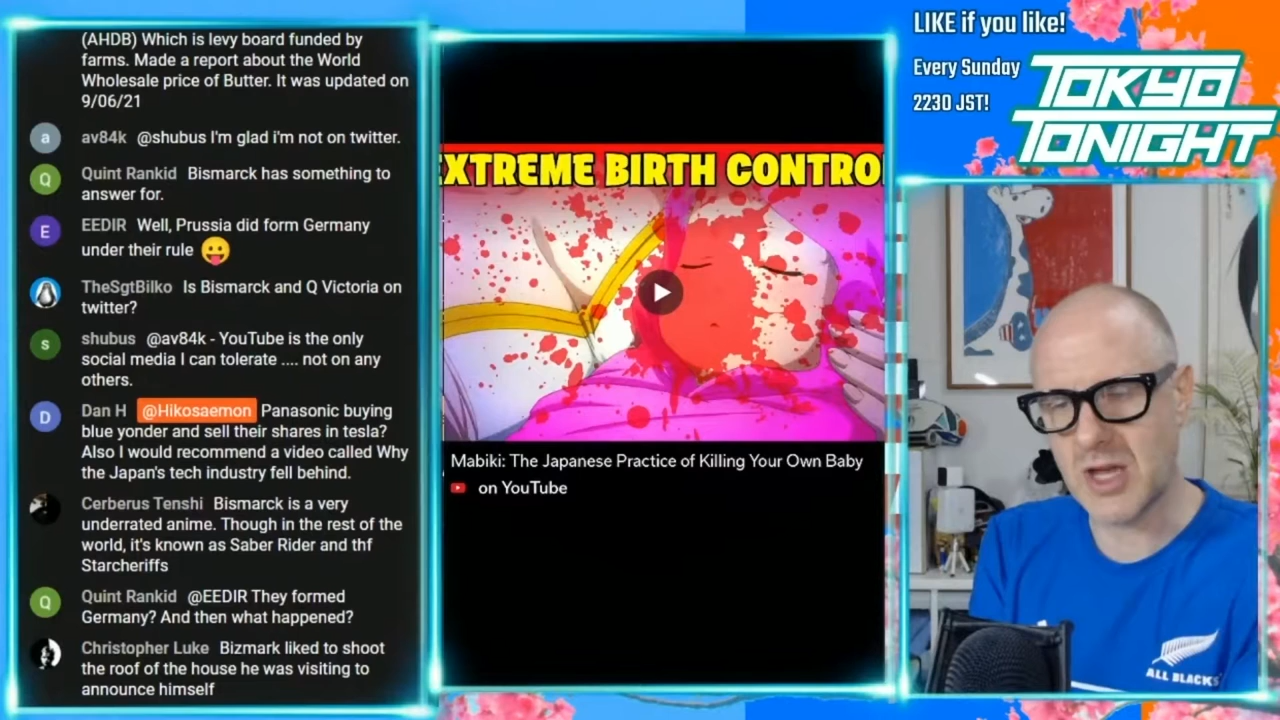 (AHDB) Which is levy board funded by
farms. Made a report about the World
Wholesale price of Butter. It was updated on
9/06/21
a
av84k @shubus I'm glad i'm not on twitter.
Q
Quint Rankid Bismarck has something to
answer for.
E
EEDIR Well, Prussia did form Germany
under their rule 😛
TheSgtBilko Is Bismarck and Q Victoria on
twitter?
s
shubus @av84k - YouTube is the only
social media I can tolerate .... not on any
others.
D
Dan H @Hikosaemon Panasonic buying
blue yonder and sell their shares in tesla?
Also I would recommend a video called Why
the Japan's tech industry fell behind.
Cerberus Tenshi Bismarck is a very
underrated anime. Though in the rest of the
world, it's known as Saber Rider and thf
Starcheriffs
Q
Quint Rankid @EEDIR They formed
Germany? And then what happened?
Christopher Luke Bizmark liked to shoot
the roof of the house he was visiting to
announce himself
EXTREME BIRTH CONTRO
Mabiki: The Japanese Practice of Killing Your Own Baby
on YouTube
LIKE if you like!
Every Sunday
2230 JST!
TOKYO
TONIGHT
ALL BLACKS